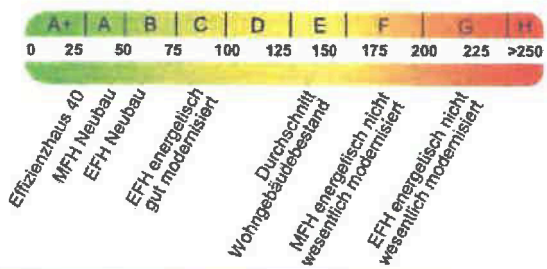 A+ A B C D E F G H
0 25 50 75 100 125 150 175 200 225 >250
Effizienzhaus 40
MFH Neubau
EFH Neubau
EFH energetisch
gut modernisiert
Durchschnitt
Wohngebäudebestand
MFH energetisch nicht
wesentlich modernisiert
EFH energetisch nicht
wesentlich modernisiert